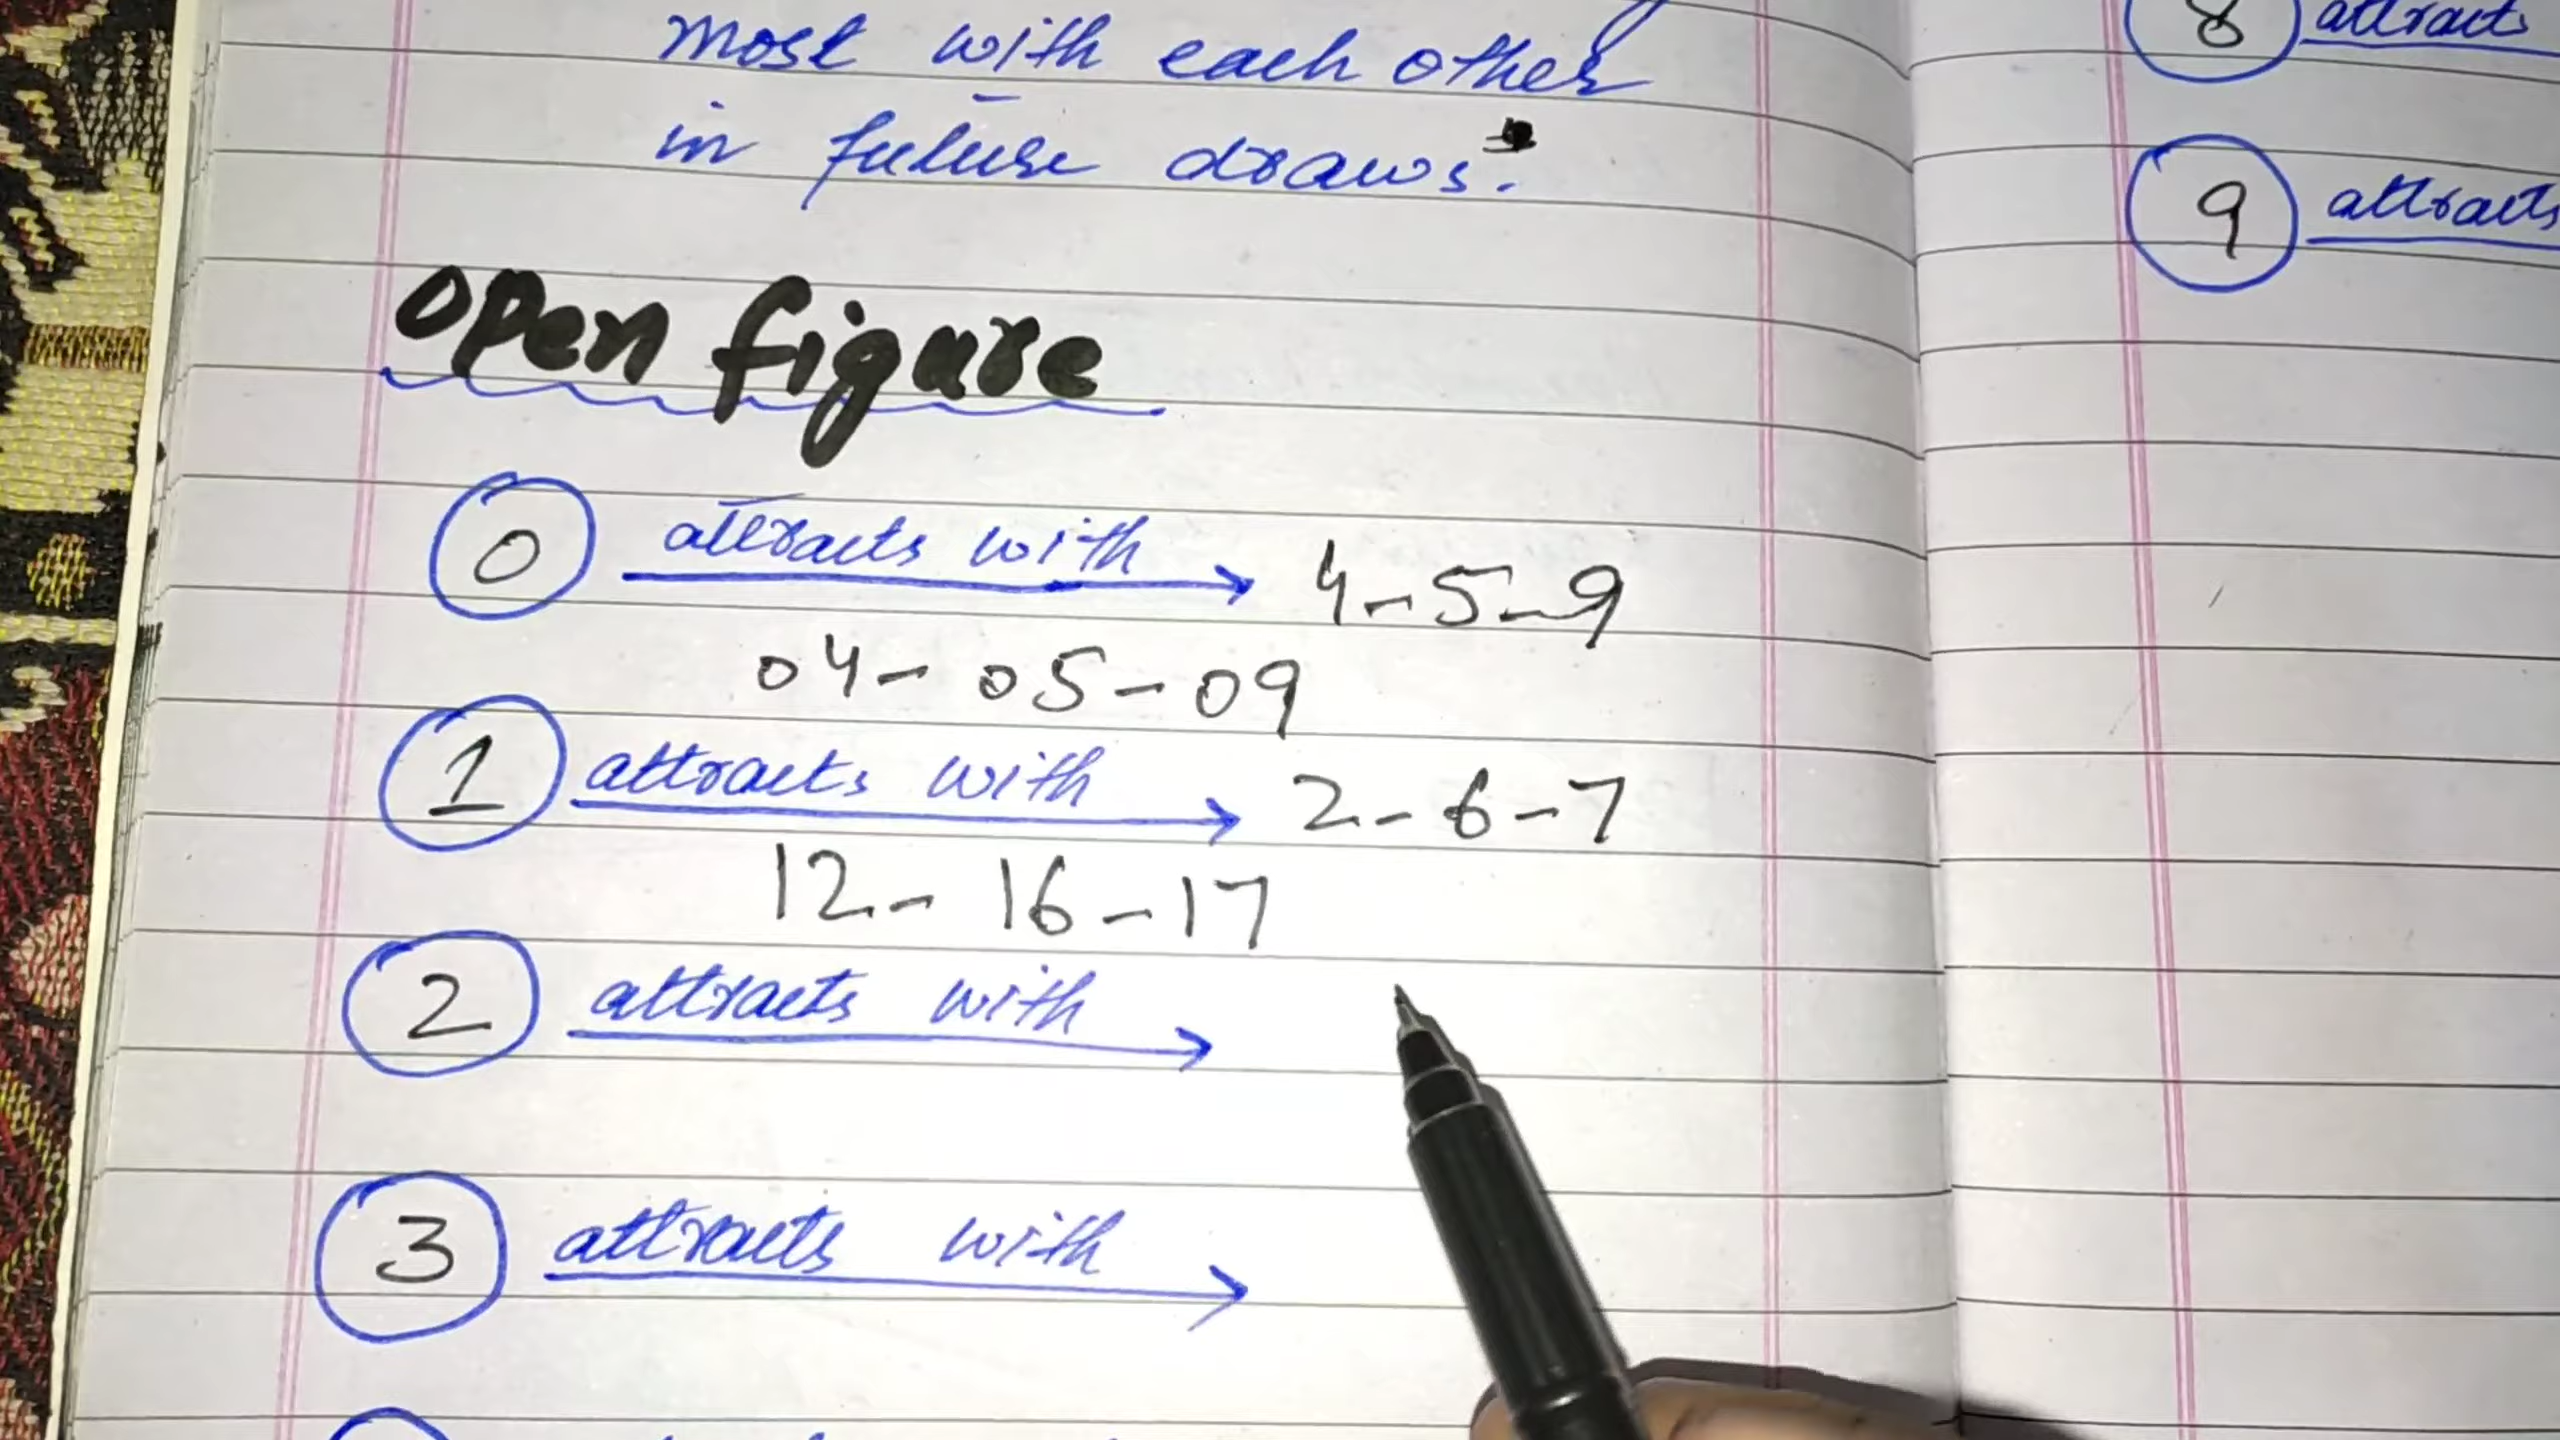 most with each other
in future draws.
open figure
0 attracts with → 4-5-9
04- 05-09
1 attracts with → 2-6-7
12- 16-17
2 attracts with →
3 attracts with →
8 attracts
9 attracts